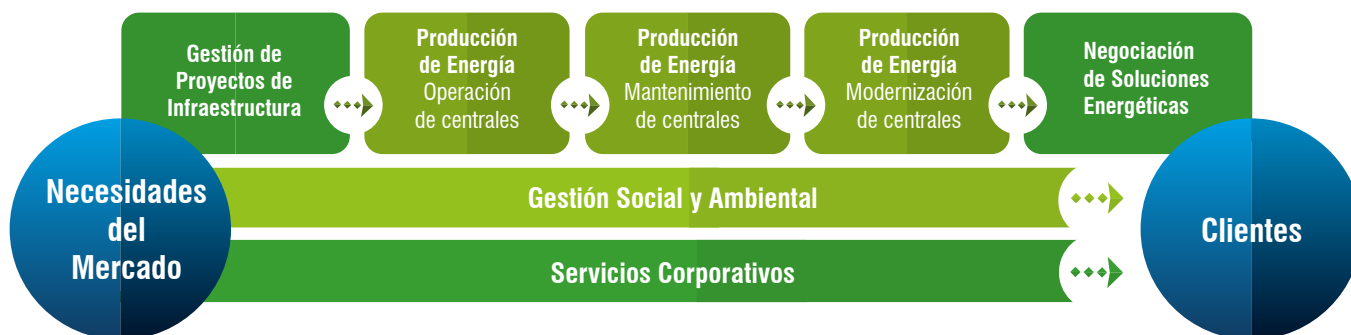 Gestión de
Proyectos de
Infraestructura
Producción
de Energía
Operación
de centrales
Producción
de Energía
Mantenimiento
de centrales
Producción
de Energía
Modernización
de centrales
Negociación
de Soluciones
Energéticas
Necesidades
del
Mercado
Gestión Social y Ambiental
Servicios Corporativos
Clientes